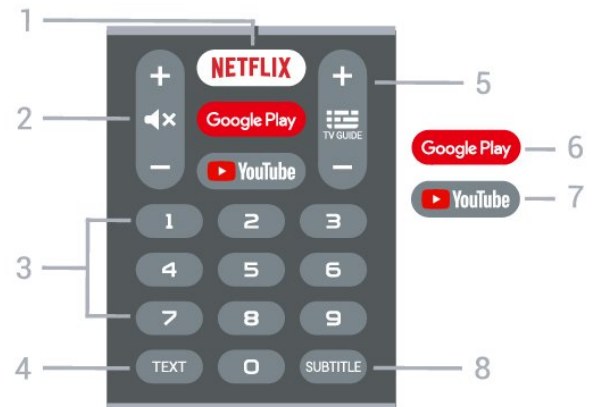 1
NETFLIX
+ +
2
5
Google Play
TV GUIDE
Google Play
6
- -
YouTube
YouTube
7
1 2 3
3
4 5 6
7 8 9
4
TEXT 0 SUBTITLE
8